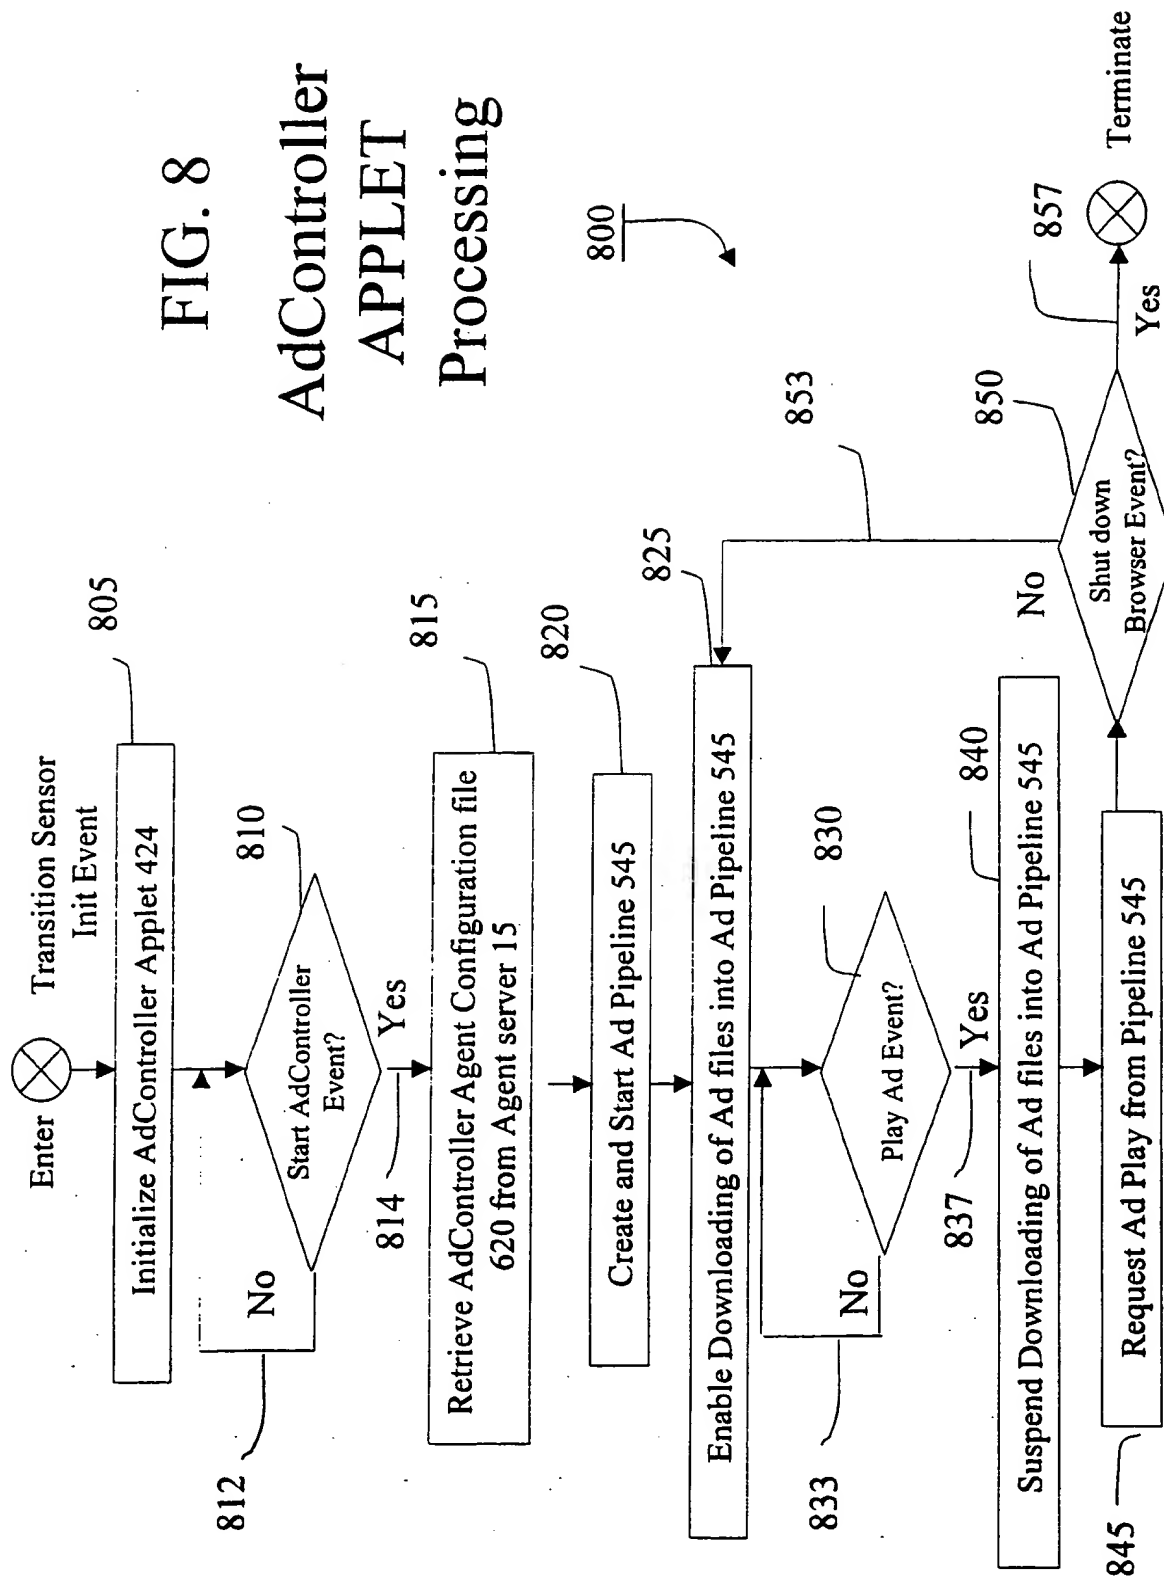 FIG. 8
AdController
APPLET
Processing
800
Enter
Transition Sensor
Init Event
Initialize AdController Applet 424
805
Start AdController
Event?
810
No
812
Yes
814
Retrieve AdController Agent Configuration file
620 from Agent server 15
815
Create and Start Ad Pipeline 545
820
Enable Downloading of Ad files into Ad Pipeline 545
825
Play Ad Event?
830
No
833
Yes
837
Suspend Downloading of Ad files into Ad Pipeline 545
840
Request Ad Play from Pipeline 545
845
Shut down
Browser Event?
850
No
853
Yes
857
Terminate